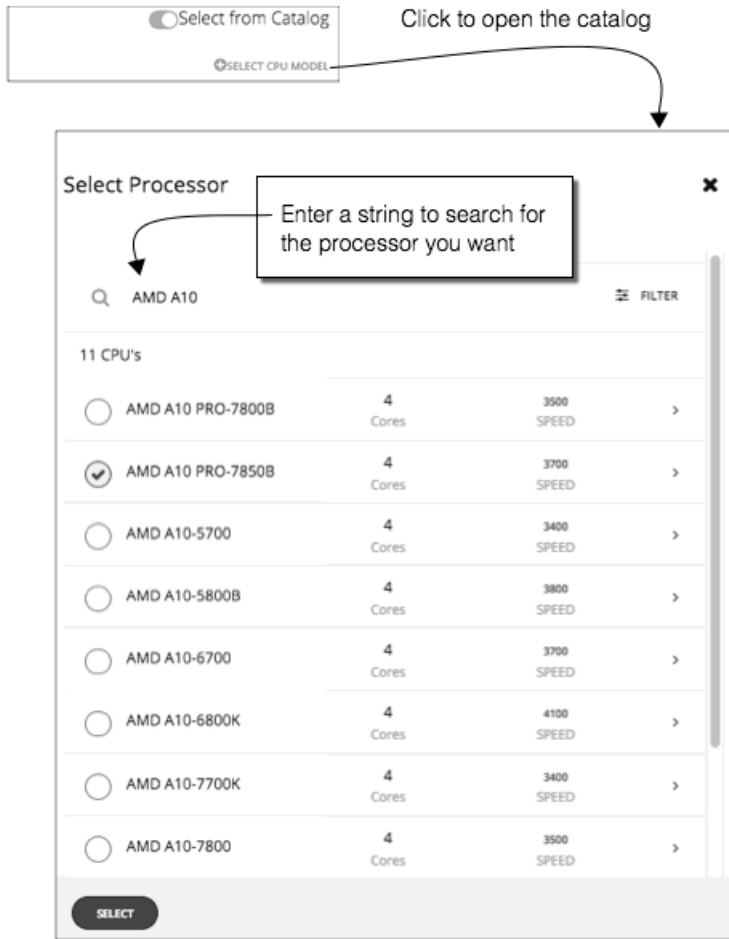 Select from Catalog
Click to open the catalog
SELECT CPU MODEL
Select Processor
Enter a string to search for
the processor you want
AMD A10
FILTER
11 CPU's
AMD A10 PRO-7800B
4
Cores
3500
SPEED
AMD A10 PRO-7850B
4
Cores
3700
SPEED
AMD A10-5700
4
Cores
3400
SPEED
AMD A10-5800B
4
Cores
3800
SPEED
AMD A10-6700
4
Cores
3700
SPEED
AMD A10-6800K
4
Cores
4100
SPEED
AMD A10-7700K
4
Cores
3400
SPEED
AMD A10-7800
4
Cores
3500
SPEED
SELECT